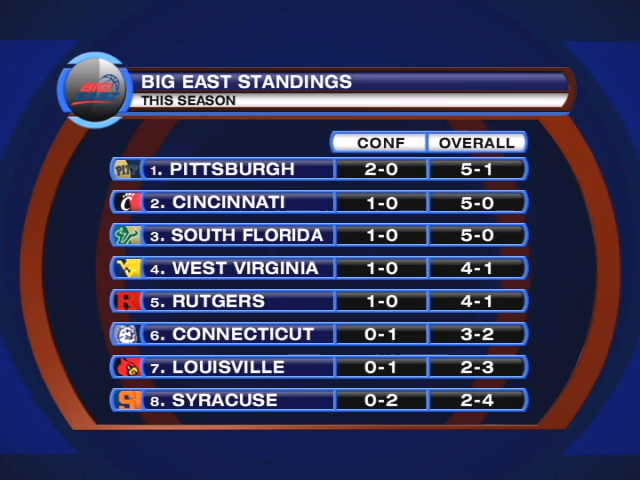 BIG EAST STANDINGS
THIS SEASON
CONF OVERALL
1. PITTSBURGH 2-0 5-1
2. CINCINNATI 1-0 5-0
3. SOUTH FLORIDA 1-0 5-0
4. WEST VIRGINIA 1-0 4-1
5. RUTGERS 1-0 4-1
6. CONNECTICUT 0-1 3-2
7. LOUISVILLE 0-1 2-3
8. SYRACUSE 0-2 2-4